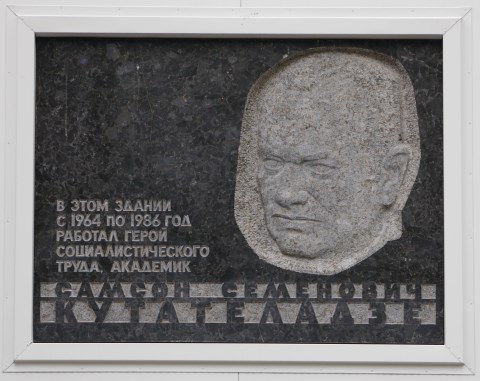 В ЭТОМ ЗДАНИИ
С 1964 ПО 1986 ГОД
РАБОТАЛ ГЕРОЙ
СОЦИАЛИСТИЧЕСКОГО
ТРУДА, АКАДЕМИК
САМСОН СЕМЕНОВИЧ
КУТАТЕЛАДЗЕ